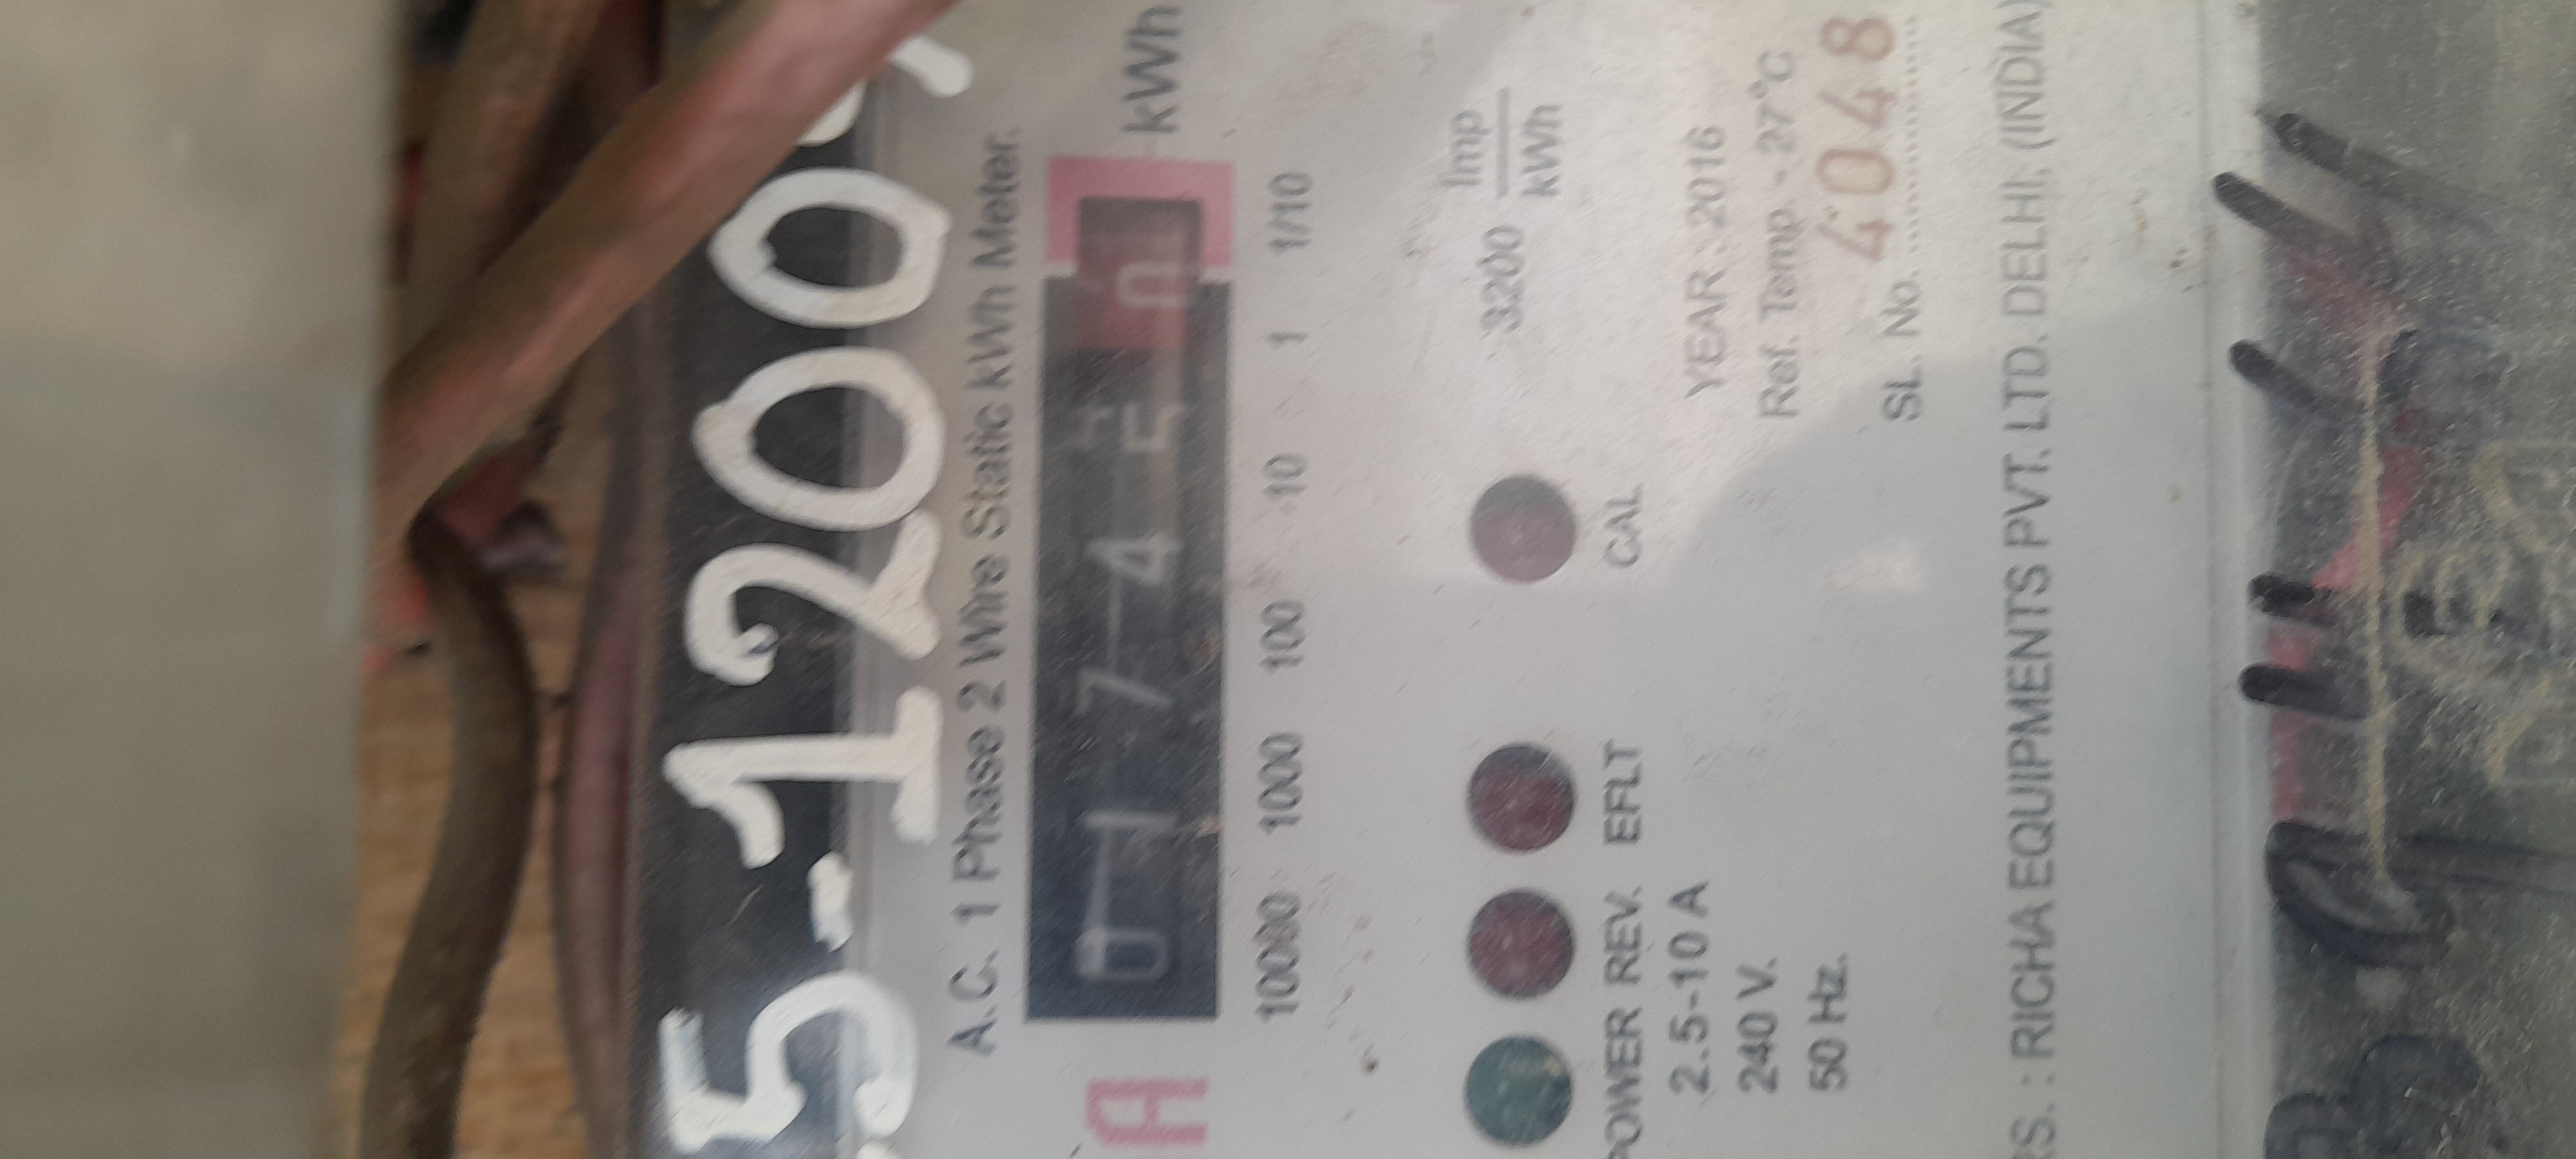 5-1200
A.C. 1 Phase 2 Wire Static kWh Meter.
A 01745 kWh
10000 1000 100 10 1 1/10
3200 Imp
kWh
POWER REV. EFLT CAL
2.5-10 A
240 V.
50 Hz.
YEAR : 2016
Ref. Temp. - 27°C
SL. No. 4048
RICHA EQUIPMENTS PVT. LTD. DELHI, (INDIA)